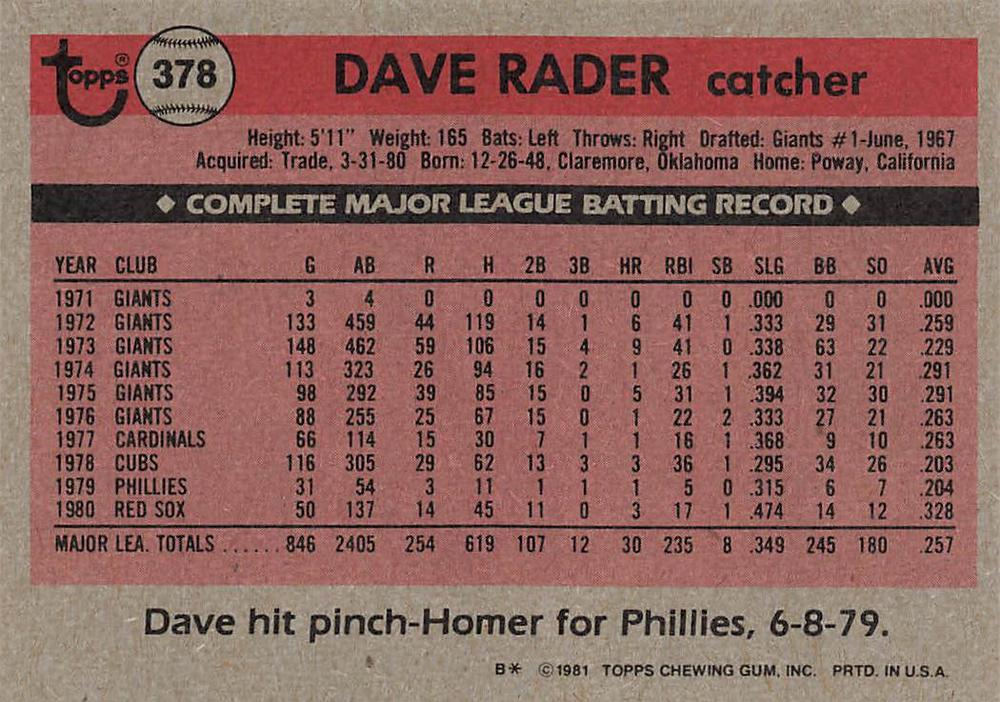 Topps® 378 DAVE RADER catcher
Height: 5'11" Weight: 165 Bats: Left Throws: Right Drafted: Giants #1-June, 1967
Acquired: Trade, 3-31-80 Born: 12-26-48, Claremore, Oklahoma Home: Poway, California
◆ COMPLETE MAJOR LEAGUE BATTING RECORD ◆
YEAR CLUB G AB R H 2B 3B HR RBI SB SLG BB SO AVG
1971 GIANTS 3 4 0 0 0 0 0 0 0 .000 0 0 .000
1972 GIANTS 133 459 44 119 14 1 6 41 1 .333 29 31 .259
1973 GIANTS 148 462 59 106 15 4 9 41 0 .338 63 22 .229
1974 GIANTS 113 323 26 94 16 2 1 26 1 .362 31 21 .291
1975 GIANTS 98 292 39 85 15 0 5 31 1 .394 32 30 .291
1976 GIANTS 88 255 25 67 15 0 1 22 2 .333 27 21 .263
1977 CARDINALS 66 114 15 30 7 1 1 16 1 .368 9 10 .263
1978 CUBS 116 305 29 62 13 3 3 36 1 .295 34 26 .203
1979 PHILLIES 31 54 3 11 1 1 1 5 0 .315 6 7 .204
1980 RED SOX 50 137 14 45 11 0 3 17 1 .474 14 12 .328
MAJOR LEA. TOTALS ...... 846 2405 254 619 107 12 30 235 8 .349 245 180 .257
Dave hit pinch-Homer for Phillies, 6-8-79.
B* ©1981 TOPPS CHEWING GUM, INC. PRTD. IN U.S.A.